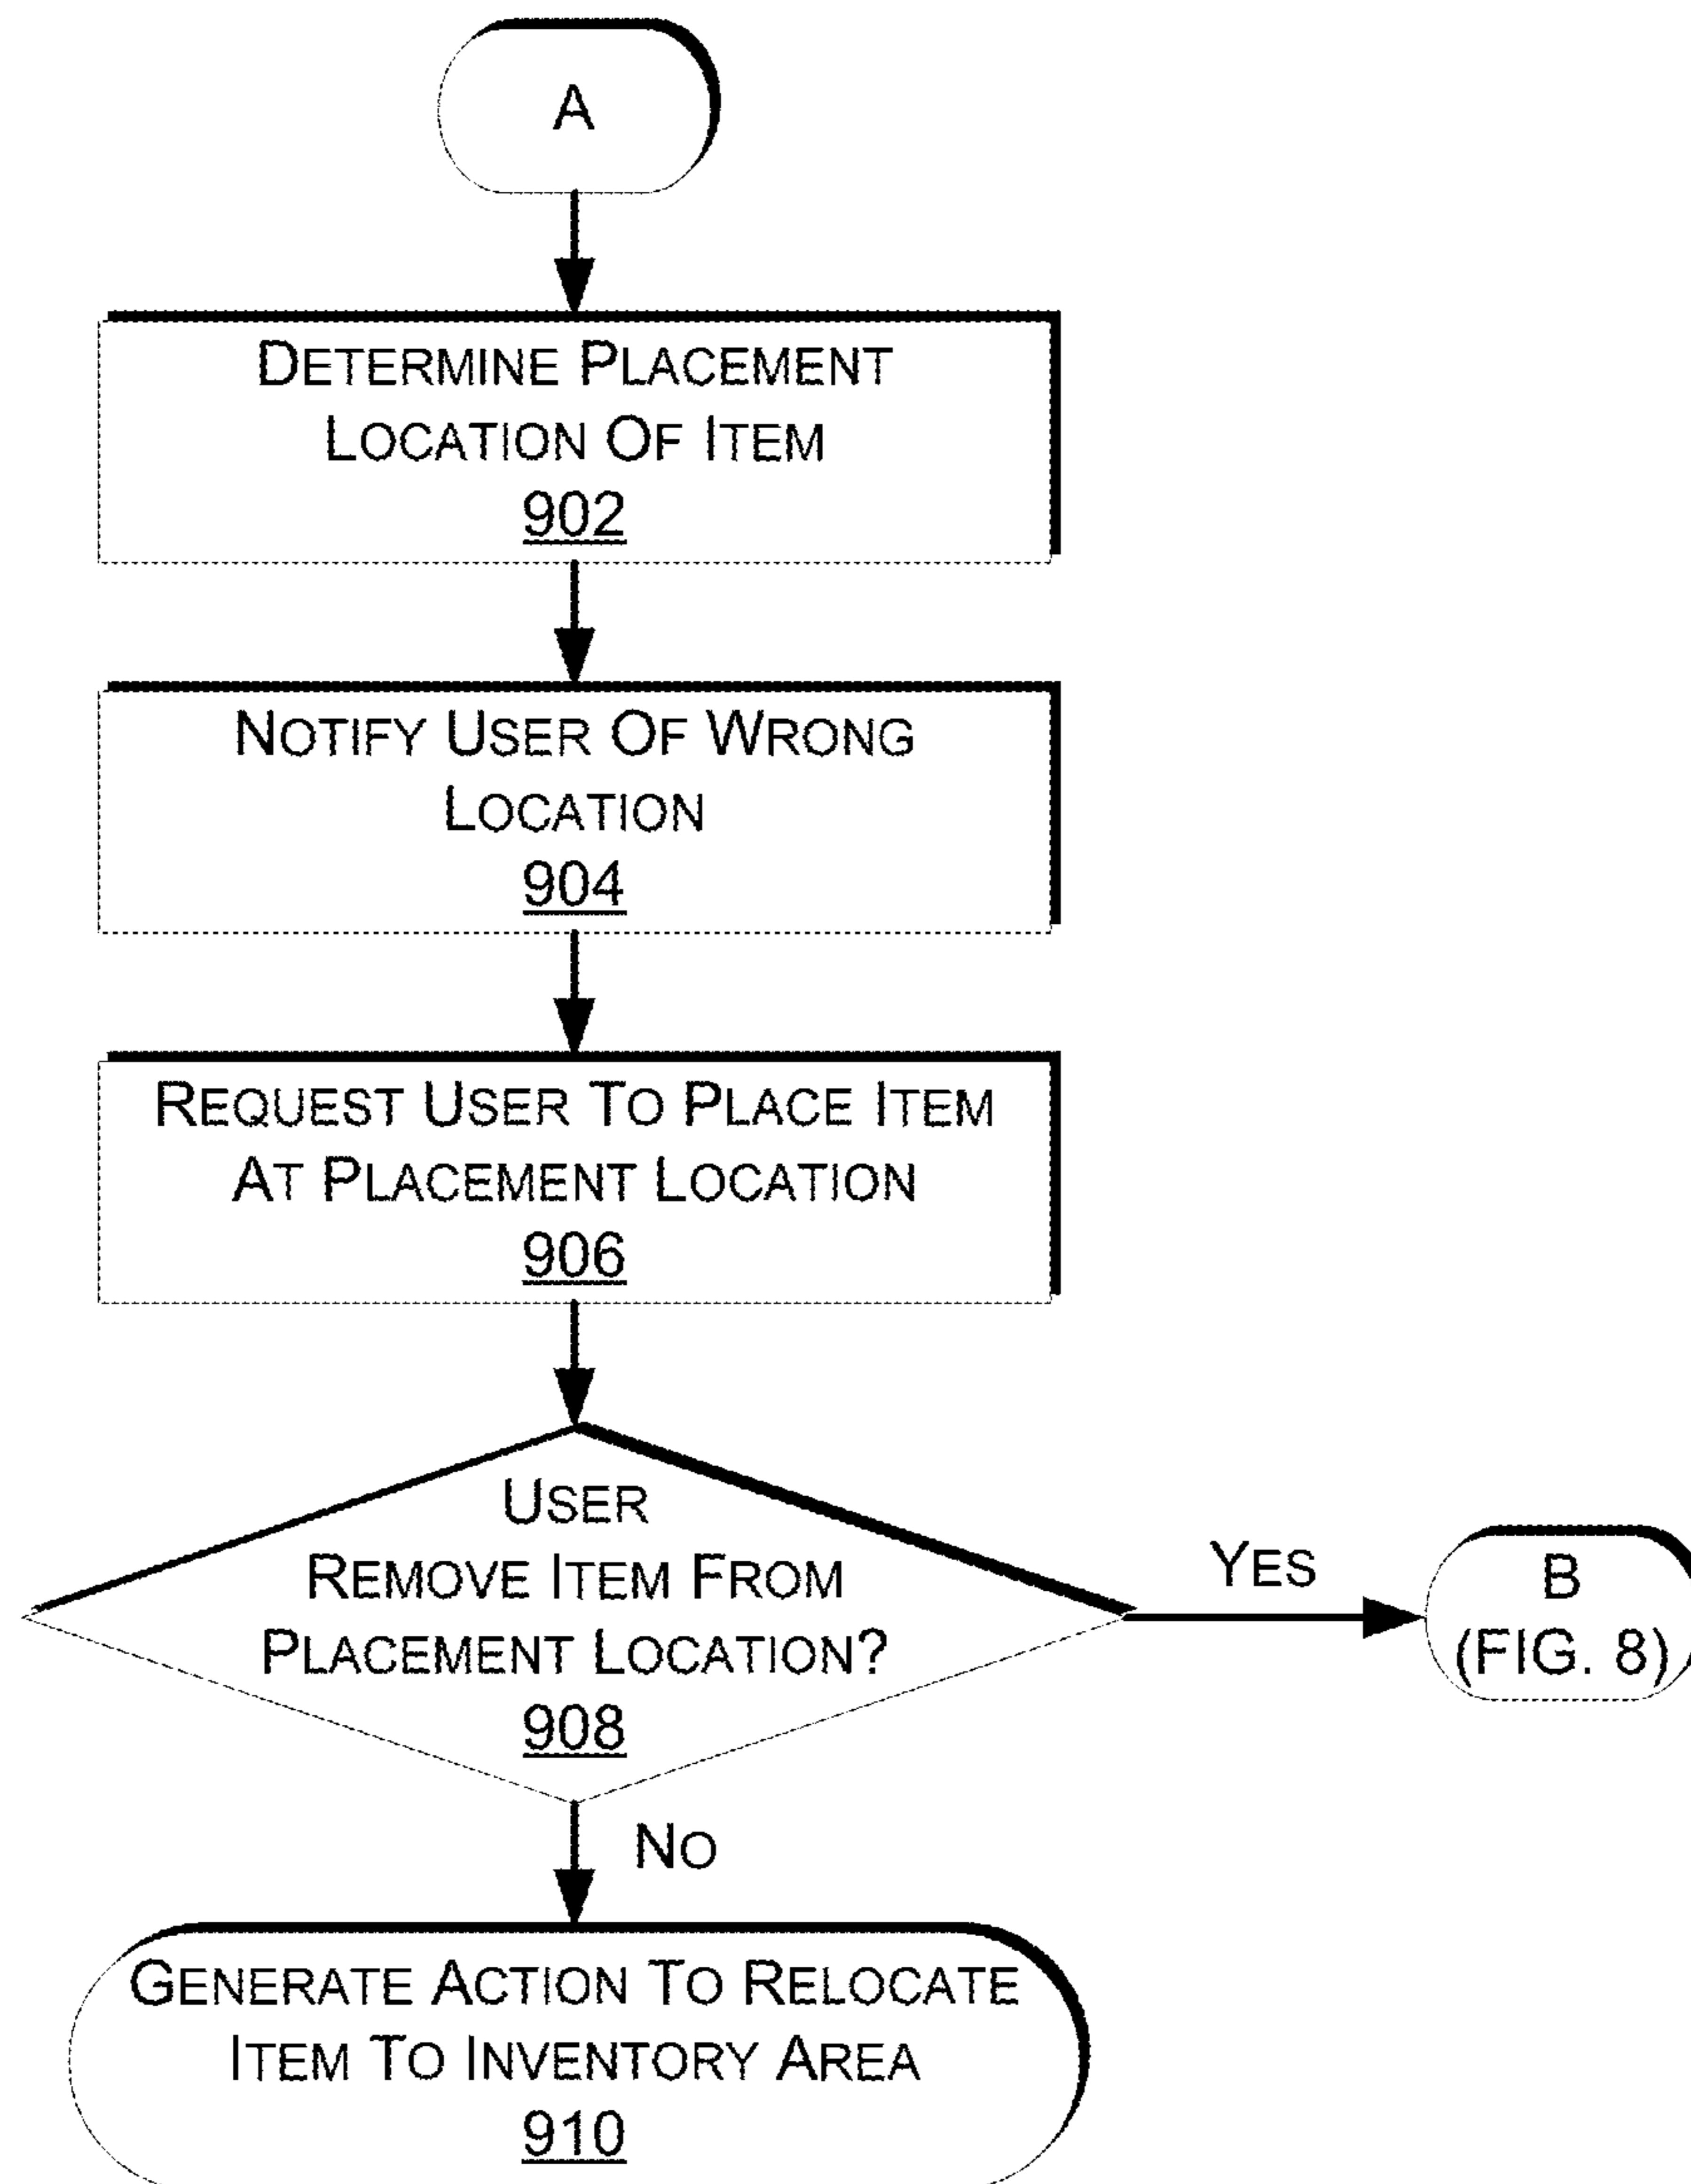 A
DETERMINE PLACEMENT
LOCATION OF ITEM
902
NOTIFY USER OF WRONG
LOCATION
904
REQUEST USER TO PLACE ITEM
AT PLACEMENT LOCATION
906
USER
REMOVE ITEM FROM
PLACEMENT LOCATION?
908
YES
B
(FIG. 8)
NO
GENERATE ACTION TO RELOCATE
ITEM TO INVENTORY AREA
910